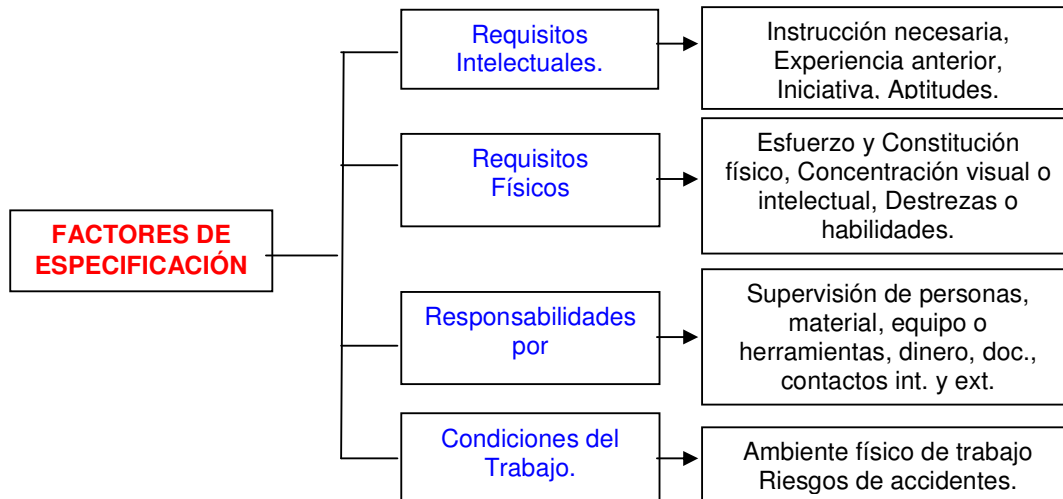 FACTORES DE
ESPECIFICACIÓN
Requisitos
Intelectuales.
Instrucción necesaria,
Experiencia anterior,
Iniciativa. Aptitudes.
Requisitos
Físicos
Esfuerzo y Constitución
físico, Concentración visual o
intelectual, Destrezas o
habilidades.
Responsabilidades
por
Supervisión de personas,
material, equipo o
herramientas, dinero, doc.,
contactos int. y ext.
Condiciones del
Trabajo.
Ambiente físico de trabajo
Riesgos de accidentes.